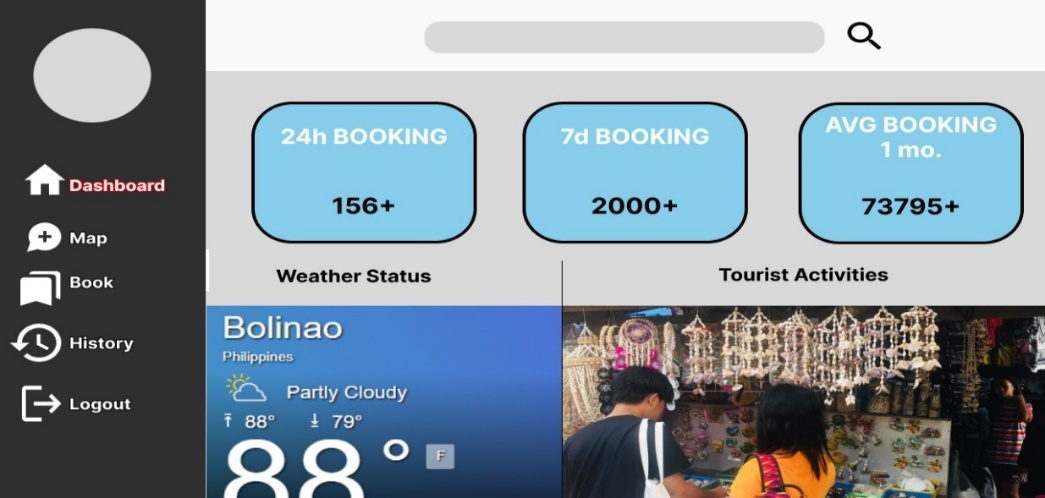 Dashboard
Map
Book
History
Logout
24h BOOKING
156+
7d BOOKING
2000+
AVG BOOKING
1 mo.
73795+
Weather Status
Tourist Activities
Bolinao
Philippines
Partly Cloudy
88° 79°
88° F